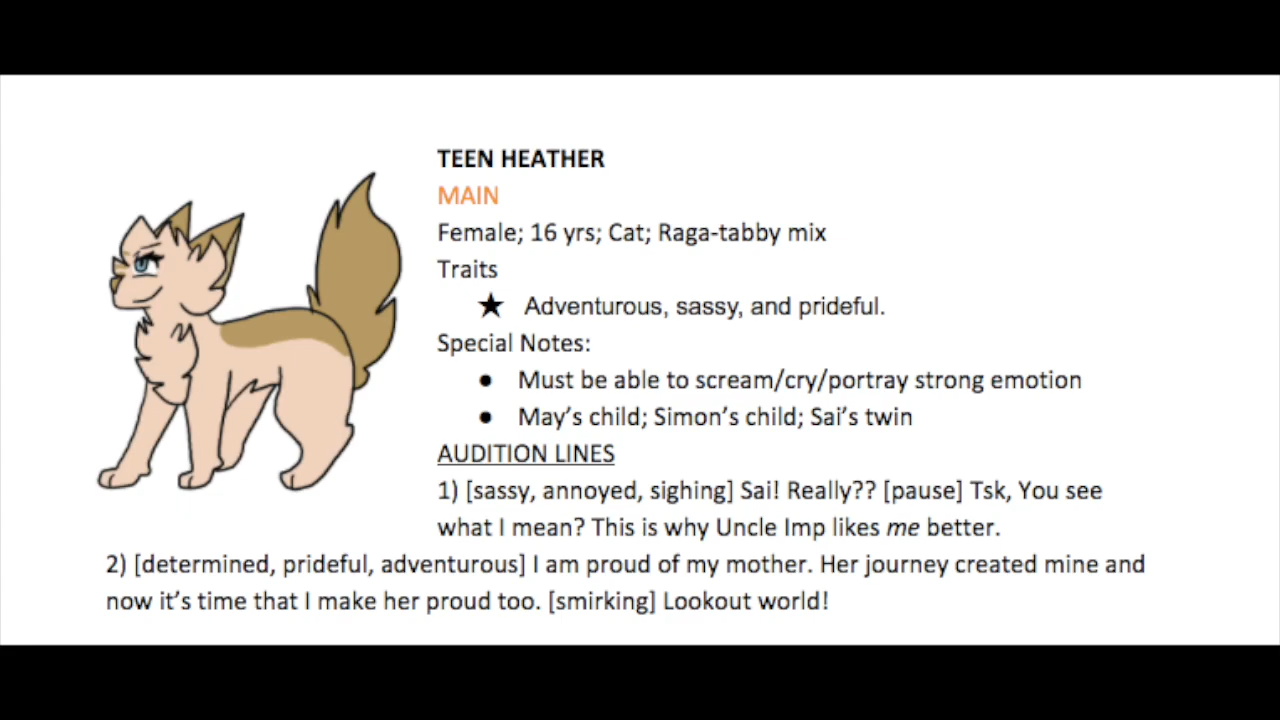 TEEN HEATHER
MAIN
Female; 16 yrs; Cat; Raga-tabby mix
Traits
★ Adventurous, sassy, and prideful.
Special Notes:
● Must be able to scream/cry/portray strong emotion
● May's child; Simon's child; Sai's twin
AUDITION LINES
1) [sassy, annoyed, sighing] Sai! Really?? [pause] Tsk, You see
what I mean? This is why Uncle Imp likes me better.
2) [determined, prideful, adventurous] I am proud of my mother. Her journey created mine and
now it's time that I make her proud too. [smirking] Lookout world!